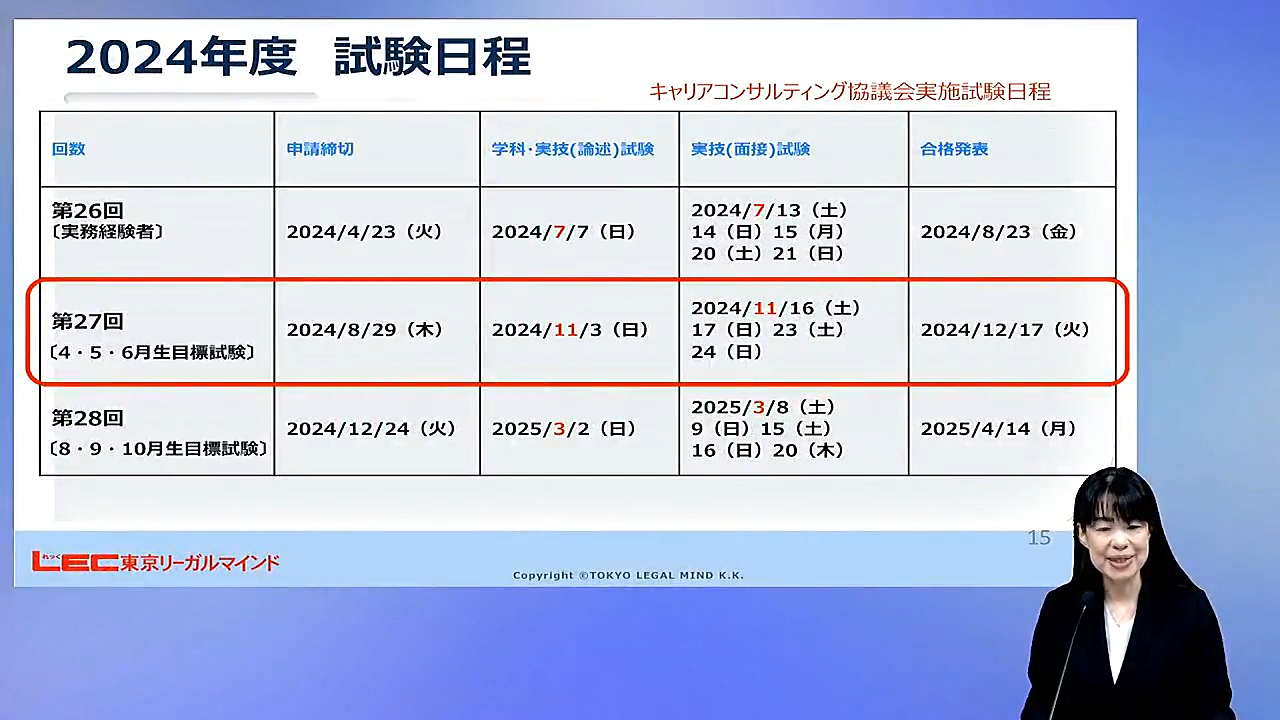 2024年度　試験日程
キャリアコンサルティング協議会実施試験日程
回数
申請締切
学科・実技(論述)試験
実技(面接)試験
合格発表
第26回
〔実務経験者〕
2024/4/23（火）
2024/7/7（日）
2024/7/13（土）
14（日）15（月）
20（土）21（日）
2024/8/23（金）
第27回
〔4・5・6月生目標試験〕
2024/8/29（木）
2024/11/3（日）
2024/11/16（土）
17（日）23（土）
24（日）
2024/12/17（火）
第28回
〔8・9・10月生目標試験〕
2024/12/24（火）
2025/3/2（日）
2025/3/8（土）
9（日）15（土）
16（日）20（木）
2025/4/14（月）
15
れっく
LEC東京リーガルマインド
Copyright ©TOKYO LEGAL MIND K.K.